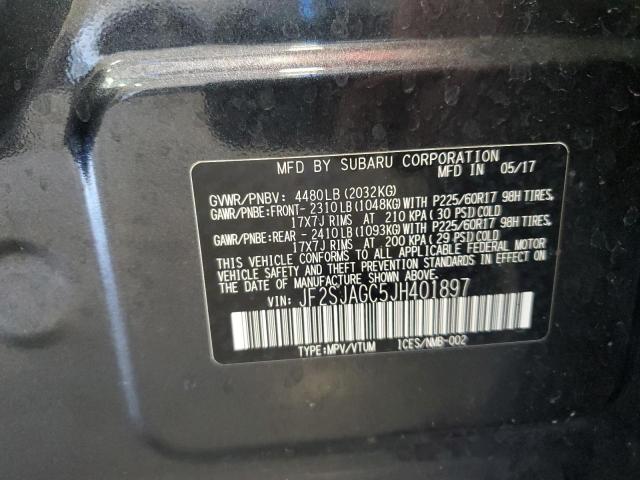 MFD BY SUBARU CORPORATION
MFD IN 05/17
GVWR/PNBV: 4480LB (2032KG)
GAWR/PNBE:FRONT- 2310LB (1048KG)WITH P225/60R17 98H TIRES,
17X7J RIMS AT 210 KPA ( 30 PSI)COLD
GAWR/PNBE:REAR - 2410LB (1093KG)WITH P225/60R17 98H TIRES,
17X7J RIMS AT 200 KPA (29 PSI)COLD
THIS VEHICLE CONFORMS TO ALL APPLICABLE FEDERAL MOTOR
VEHICLE SAFETY AND THEFT PREVENTION STANDARDS IN EFFECT
ON THE DATE OF MANUFACTURE SHOWN ABOVE.
VIN: JF2SJAGC5JH401897
TYPE:MPV/VTUM ICES/NMB-002